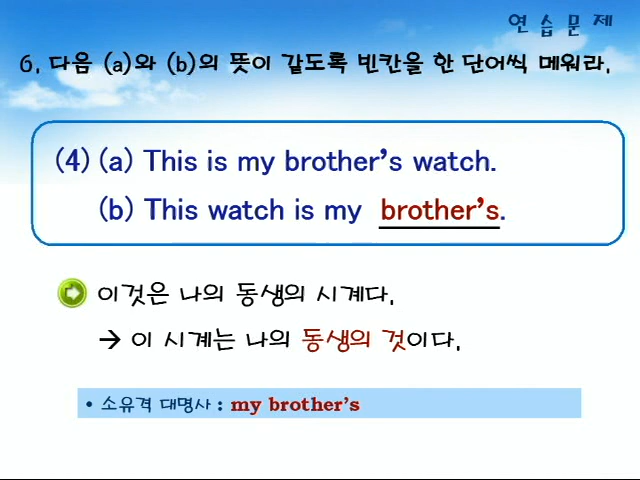 연습문제
6. 다음 (a)와 (b)의 뜻이 같도록 빈칸을 한 단어씩 메워라.
(4) (a) This is my brother's watch.
(b) This watch is my brother's.
이것은 나의 동생의 시계다.
→ 이 시계는 나의 동생의 것이다.
• 소유격 대명사 : my brother's